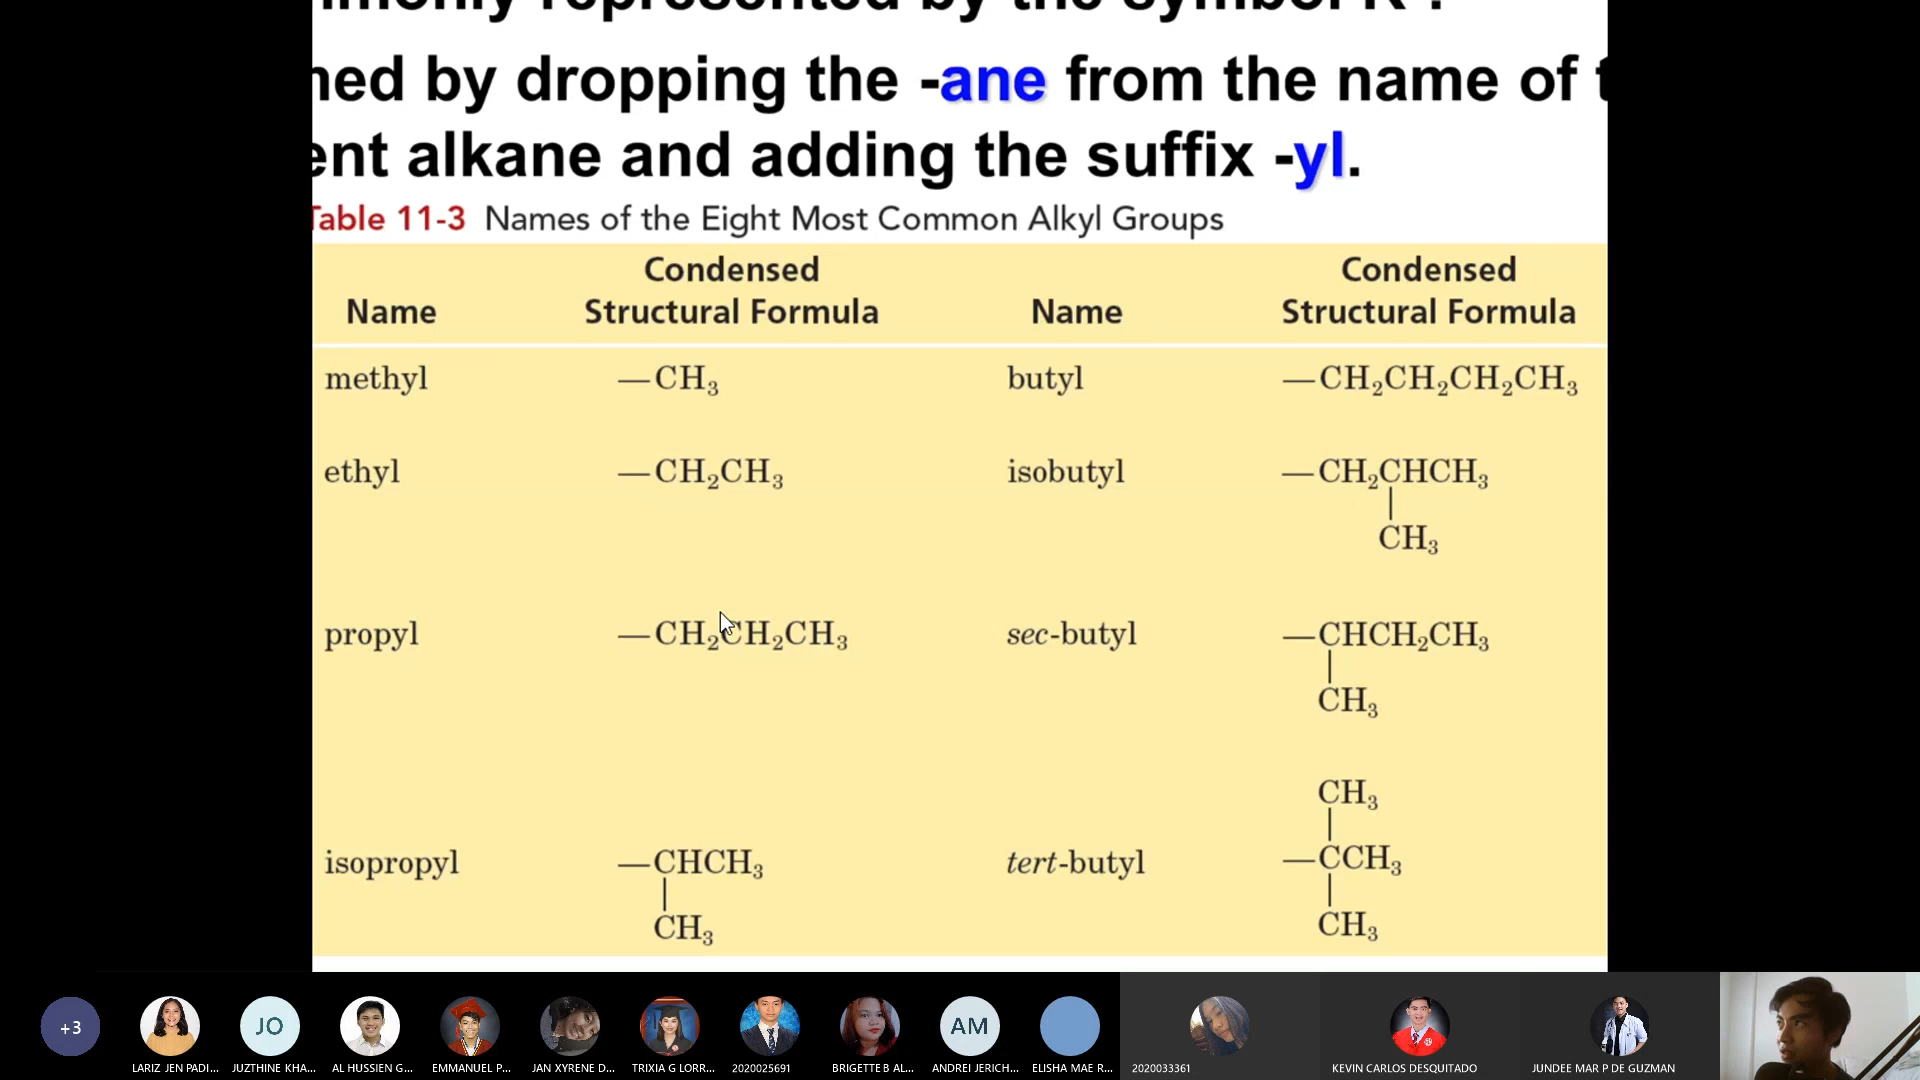 by the symbol
ned by dropping the -ane from the name of
ent alkane and adding the suffix -yl.
Table 11-3 Names of the Eight Most Common Alkyl Groups
Name Condensed Structural Formula Name Condensed Structural Formula
methyl —CH₃ butyl —CH₂CH₂CH₂CH₃
ethyl —CH₂CH₃ isobutyl —CH₂CHCH₃
CH₃
propyl —CH₂CH₂CH₃ sec-butyl —CHCH₂CH₃
CH₃
CH₃
isopropyl —CHCH₃ tert-butyl —CCH₃
CH₃ CH₃
+3 JO AM
LARIZ JEN PADI... JUZTHINE KHA... AL HUSSIEN G... EMMANUEL P... JAN XYRENE D... TRIXIA G LORR... 2020025691 BRIGETTE B AL... ANDREI JERICH... ELISHA MAE R... 2020033361 KEVIN CARLOS DESQUITADO JUNDEE MAR P DE GUZMAN